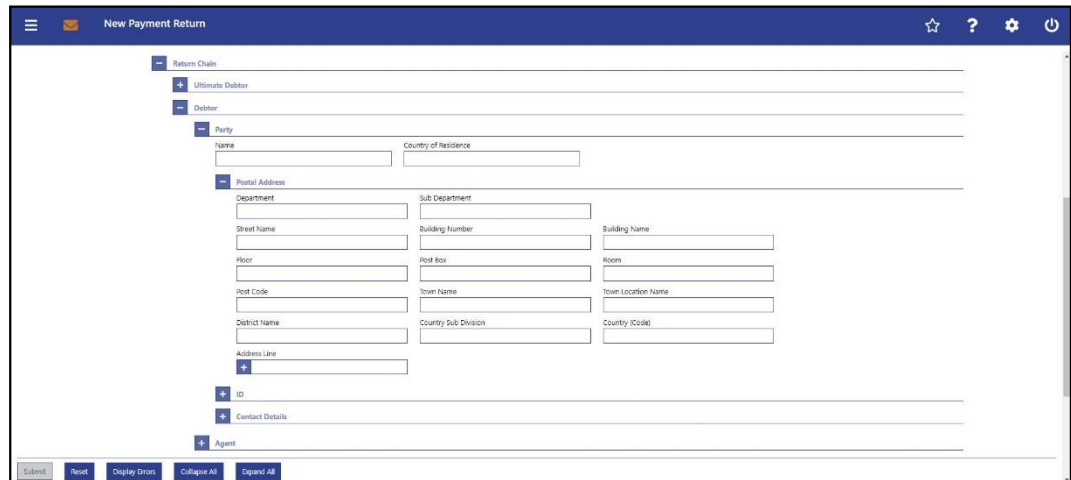 New Payment Return
Return Chain
Ultimate Debtor
Debtor
Party
Name Country of Residence
Postal Address
Department Sub Department
Street Name Building Number Building Name
Floor Post Box Room
Post Code Town Name Town Location Name
District Name Country Sub Division Country (Code)
Address Line
ID
Contact Details
Agent
Submit Reset Display Errors Collapse All Expand All